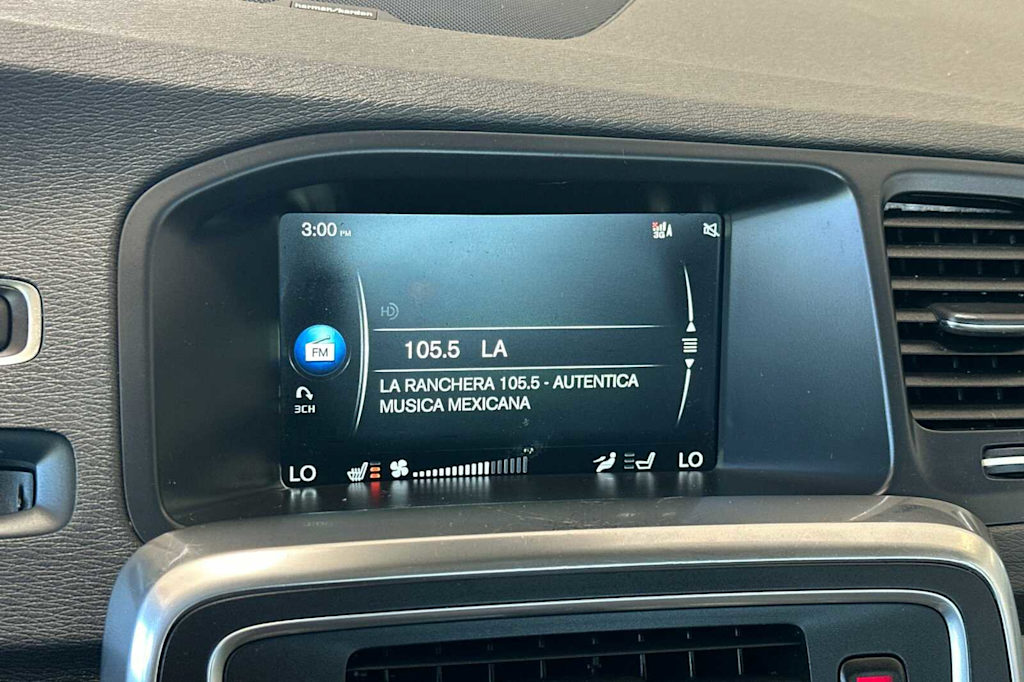 harman/kardon
3:00 PM
3G A
HD
FM
105.5 LA
3CH
LA RANCHERA 105.5 - AUTENTICA
MUSICA MEXICANA
LO
LO